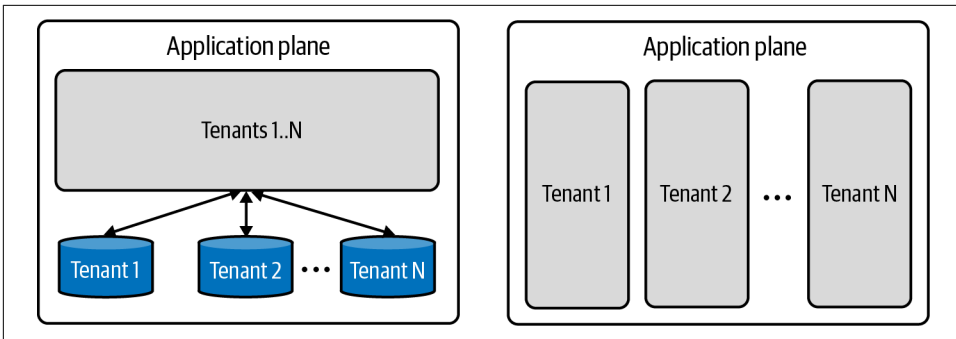 Application plane
Tenants 1..N
Tenant 1
Tenant 2
...
Tenant N
Application plane
Tenant 1
Tenant 2
...
Tenant N